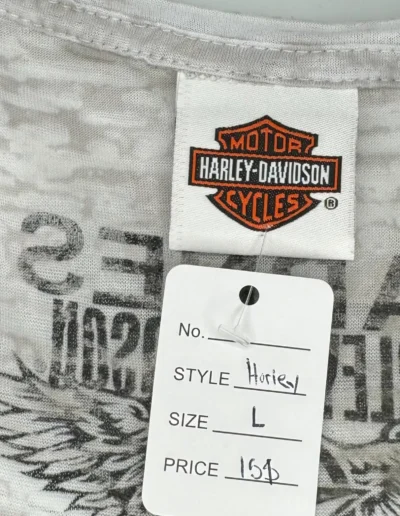 MOTOR
HARLEY-DAVIDSON
CYCLES ®
No.
STYLE Horley
SIZE L
PRICE 15$